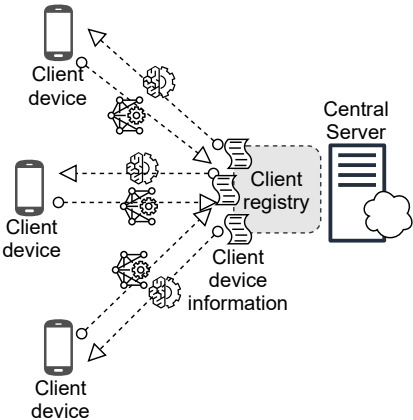 Client
device
Central
Server
Client
registry
Client
device
Client
device
information
Client
device